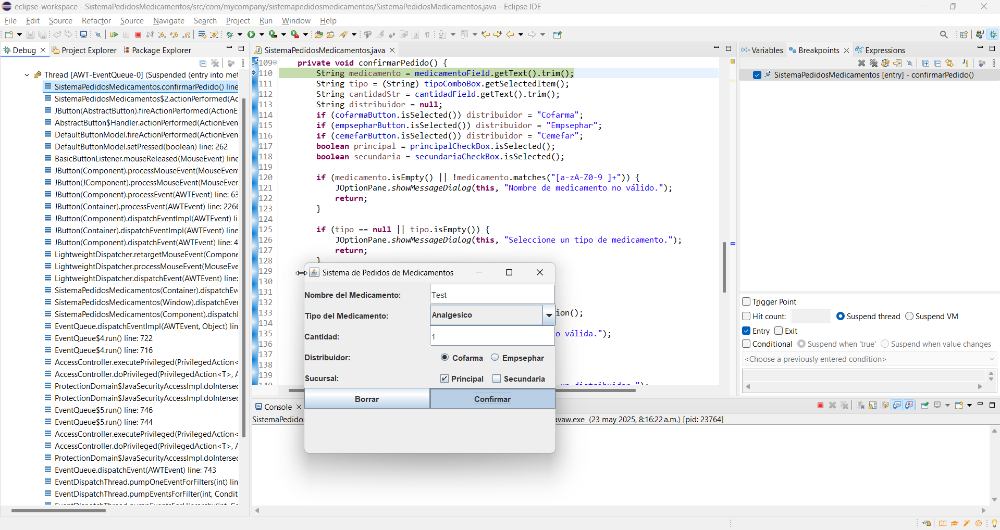 eclipse-workspace - SistemaPedidosMedicamentos/src/com/mycompany/sistemapedidosmedicamentos/SistemaPedidosMedicamentos.java - Eclipse IDE
File Edit Source Refactor Source Navigate Search Project Run Window Help
Debug Project Explorer Package Explorer
Thread [AWT-EventQueue-0] (Suspended (entry into met
SistemaPedidosMedicamentos.confirmarPedido() line
SistemaPedidosMedicamentos$2.actionPerformed(Ac
JButton(AbstractButton).fireActionPerformed(ActionE
AbstractButton$Handler.actionPerformed(ActionEven
DefaultButtonModel.fireActionPerformed(ActionEven
DefaultButtonModel.setPressed(boolean) line: 262
BasicButtonListener.mouseReleased(MouseEvent) line
JButton(Component).processMouseEvent(MouseEvent
JButton(JComponent).processMouseEvent(MouseEver
JButton(Component).processEvent(AWTEvent) line: 63
JButton(Container).processEvent(AWTEvent) line: 226
JButton(Component).dispatchEventImpl(AWTEvent) li
JButton(Container).dispatchEventImpl(AWTEvent) line
JButton(Component).dispatchEvent(AWTEvent) line: 4
LightweightDispatcher.retargetMouseEvent(Compone
LightweightDispatcher.processMouseEvent(MouseEve
LightweightDispatcher.dispatchEvent(AWTEvent) line:
SistemaPedidosMedicamentos(Container).dispatchEv
SistemaPedidosMedicamentos(Window).dispatchEver
SistemaPedidosMedicamentos(Component).dispatchI
EventQueue.dispatchEventImpl(AWTEvent, Object) lin
EventQueue$4.run() line: 722
EventQueue$4.run() line: 716
AccessController.executePrivileged(PrivilegedAction<
AccessController.doPrivileged(PrivilegedAction<T>, A
ProtectionDomain$JavaSecurityAccessImpl.doIntersec
ProtectionDomain$JavaSecurityAccessImpl.doIntersec
EventQueue$5.run() line: 746
EventQueue$5.run() line: 744
AccessController.executePrivileged(PrivilegedAction<
AccessController.doPrivileged(PrivilegedAction<T>, A
ProtectionDomain$JavaSecurityAccessImpl.doIntersec
EventQueue.dispatchEvent(AWTEvent) line: 743
EventDispatchThread.pumpOneEventForFilters(int) lin
EventDispatchThread.pumpEventsForFilter(int, Condit
SistemaPedidosMedicamentos.java
109 private void confirmarPedido() {
110 String medicamento = medicamentoField.getText().trim();
111 String tipo = (String) tipoComboBox.getSelectedItem();
112 String cantidadStr = cantidadField.getText().trim();
113 String distribuidor = null;
114 if (cofarmaButton.isSelected()) distribuidor = "Cofarma";
115 if (empsepharButton.isSelected()) distribuidor = "Empsephar";
116 if (cemefarButton.isSelected()) distribuidor = "Cemefar";
117 boolean principal = principalCheckBox.isSelected();
118 boolean secundaria = secundariaCheckBox.isSelected();
119
120 if (medicamento.isEmpty() || !medicamento.matches("[a-zA-Z0-9 ]+")) {
121 JOptionPane.showMessageDialog(this, "Nombre de medicamento no válido.");
122 return;
123 }
124
125 if (tipo == null || tipo.isEmpty()) {
126 JOptionPane.showMessageDialog(this, "Seleccione un tipo de medicamento.");
127 return;
128 }
129
130
131
132
133 ion();
134
135 o válida.");
136
137
138
139
140 un distribuidor.");
Sistema de Pedidos de Medicamentos
Nombre del Medicamento: Test
Tipo del Medicamento: Analgesico
Cantidad: 1
Distribuidor: Cofarma Empsephar
Sucursal: Principal Secundaria
Borrar Confirmar
Console
SistemaPedido avaw.exe (23 may 2025, 8:16:22 a.m.) [pid: 23764]
(x)= Variables Breakpoints Expressions
SistemaPedidosMedicamentos [entry] - confirmarPedido()
Trigger Point
Hit count: Suspend thread Suspend VM
Entry Exit
Conditional Suspend when 'true' Suspend when value changes
<Choose a previously entered condition>